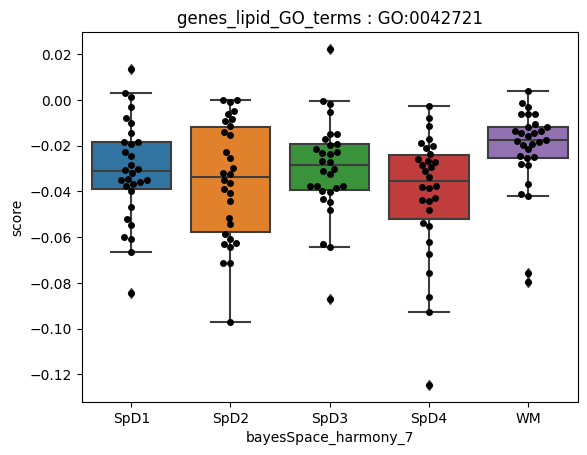 genes_lipid_GO_terms : GO:0042721
score
0.02
0.00
−0.02
−0.04
−0.06
−0.08
−0.10
−0.12
SpD1 SpD2 SpD3 SpD4 WM
bayesSpace_harmony_7